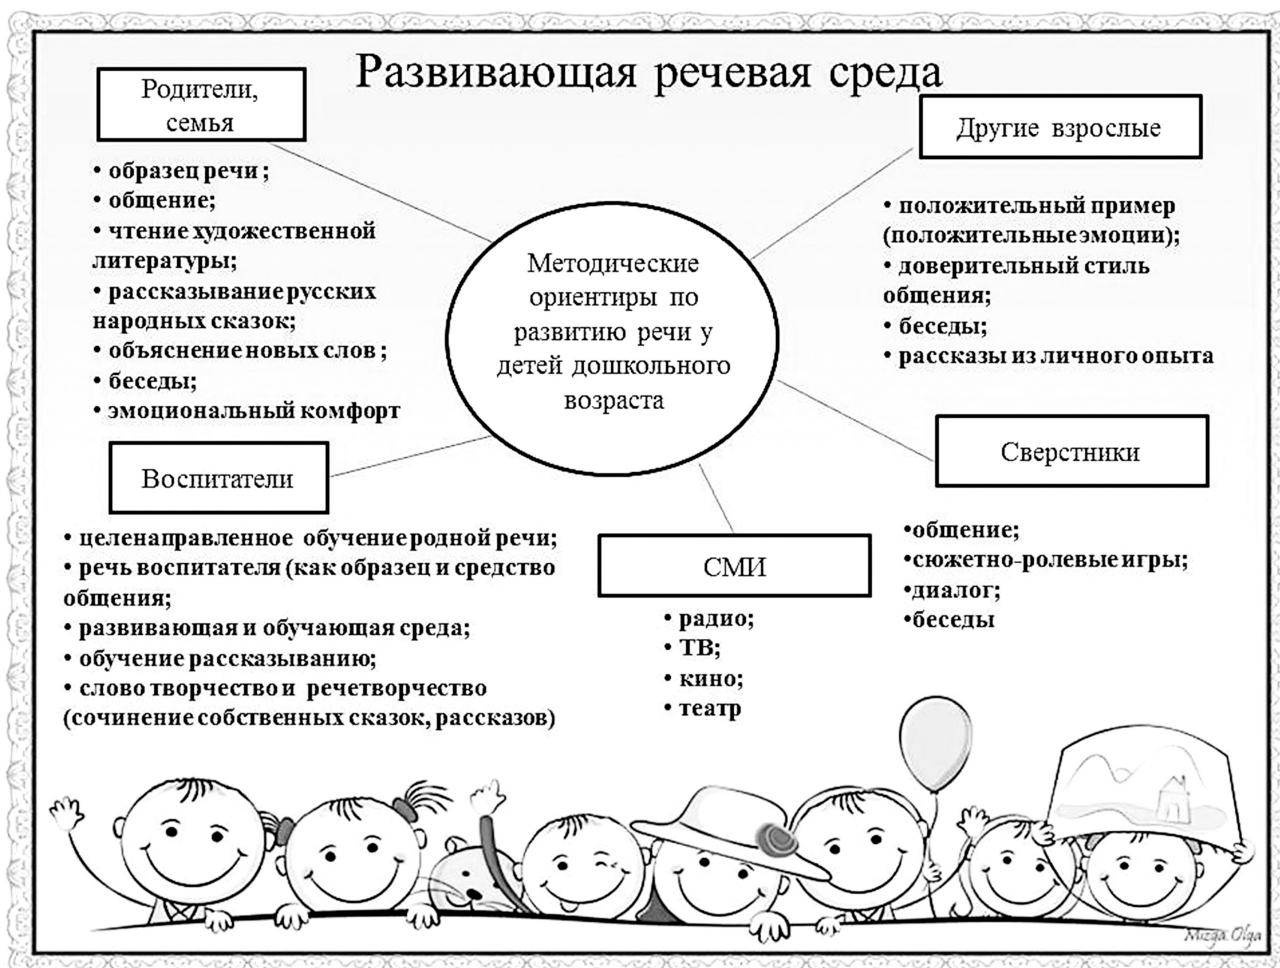 Развивающая речевая среда
Родители,
семья
• образец речи ;
• общение;
• чтение художественной
литературы;
• рассказывание русских
народных сказок;
• объяснение новых слов ;
• беседы;
• эмоциональный комфорт
Другие взрослые
• положительный пример
(положительные эмоции);
• доверительный стиль
общения;
• беседы;
• рассказы из личного опыта
Методические
ориентиры по
развитию речи у
детей дошкольного
возраста
Воспитатели
• целенаправленное обучение родной речи;
• речь воспитателя (как образец и средство
общения;
• развивающая и обучающая среда;
• обучение рассказыванию;
• слово творчество и речетворчество
(сочинение собственных сказок, рассказов)
СМИ
• радио;
• ТВ;
• кино;
• театр
Сверстники
•общение;
•сюжетно-ролевые игры;
•диалог;
•беседы
Mizga.Olga